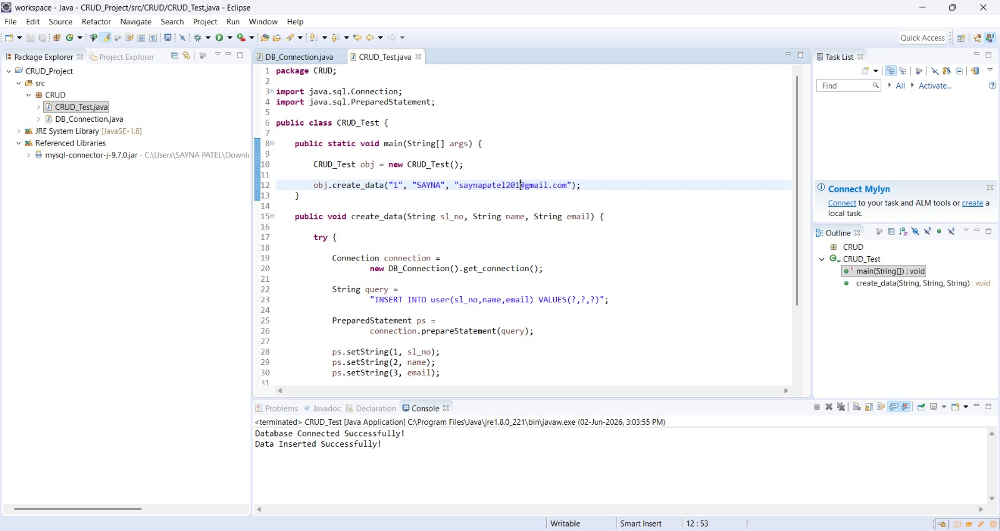 workspace - Java - CRUD_Project/src/CRUD/CRUD_Test.java - Eclipse
File Edit Source Refactor Navigate Search Project Run Window Help
Quick Access
Package Explorer Project Explorer
CRUD_Project
src
CRUD
CRUD_Test.java
DB_Connection.java
JRE System Library [JavaSE-1.8]
Referenced Libraries
mysql-connector-j-9.7.0.jar - C:\Users\SAYNA PATEL\Downl
DB_Connection.java CRUD_Test.java
1 package CRUD;
2
3 import java.sql.Connection;
4 import java.sql.PreparedStatement;
5
6 public class CRUD_Test {
7
8 public static void main(String[] args) {
9
10 CRUD_Test obj = new CRUD_Test();
11
12 obj.create_data("1", "SAYNA", "saynapatel201@gmail.com");
13 }
14
15 public void create_data(String sl_no, String name, String email) {
16
17 try {
18
19 Connection connection =
20 new DB_Connection().get_connection();
21
22 String query =
23 "INSERT INTO user(sl_no,name,email) VALUES(?,?,?)";
24
25 PreparedStatement ps =
26 connection.prepareStatement(query);
27
28 ps.setString(1, sl_no);
29 ps.setString(2, name);
30 ps.setString(3, email);
31
Task List
Find All Activate...
Connect Mylyn
Connect to your task and ALM tools or create a
local task.
Outline
CRUD
CRUD_Test
main(String[]) : void
create_data(String, String, String) : void
Problems @ Javadoc Declaration Console
<terminated> CRUD_Test [Java Application] C:\Program Files\Java\jre1.8.0_221\bin\javaw.exe (02-Jun-2026, 3:03:55 PM)
Database Connected Successfully!
Data Inserted Successfully!
Writable Smart Insert 12 : 53